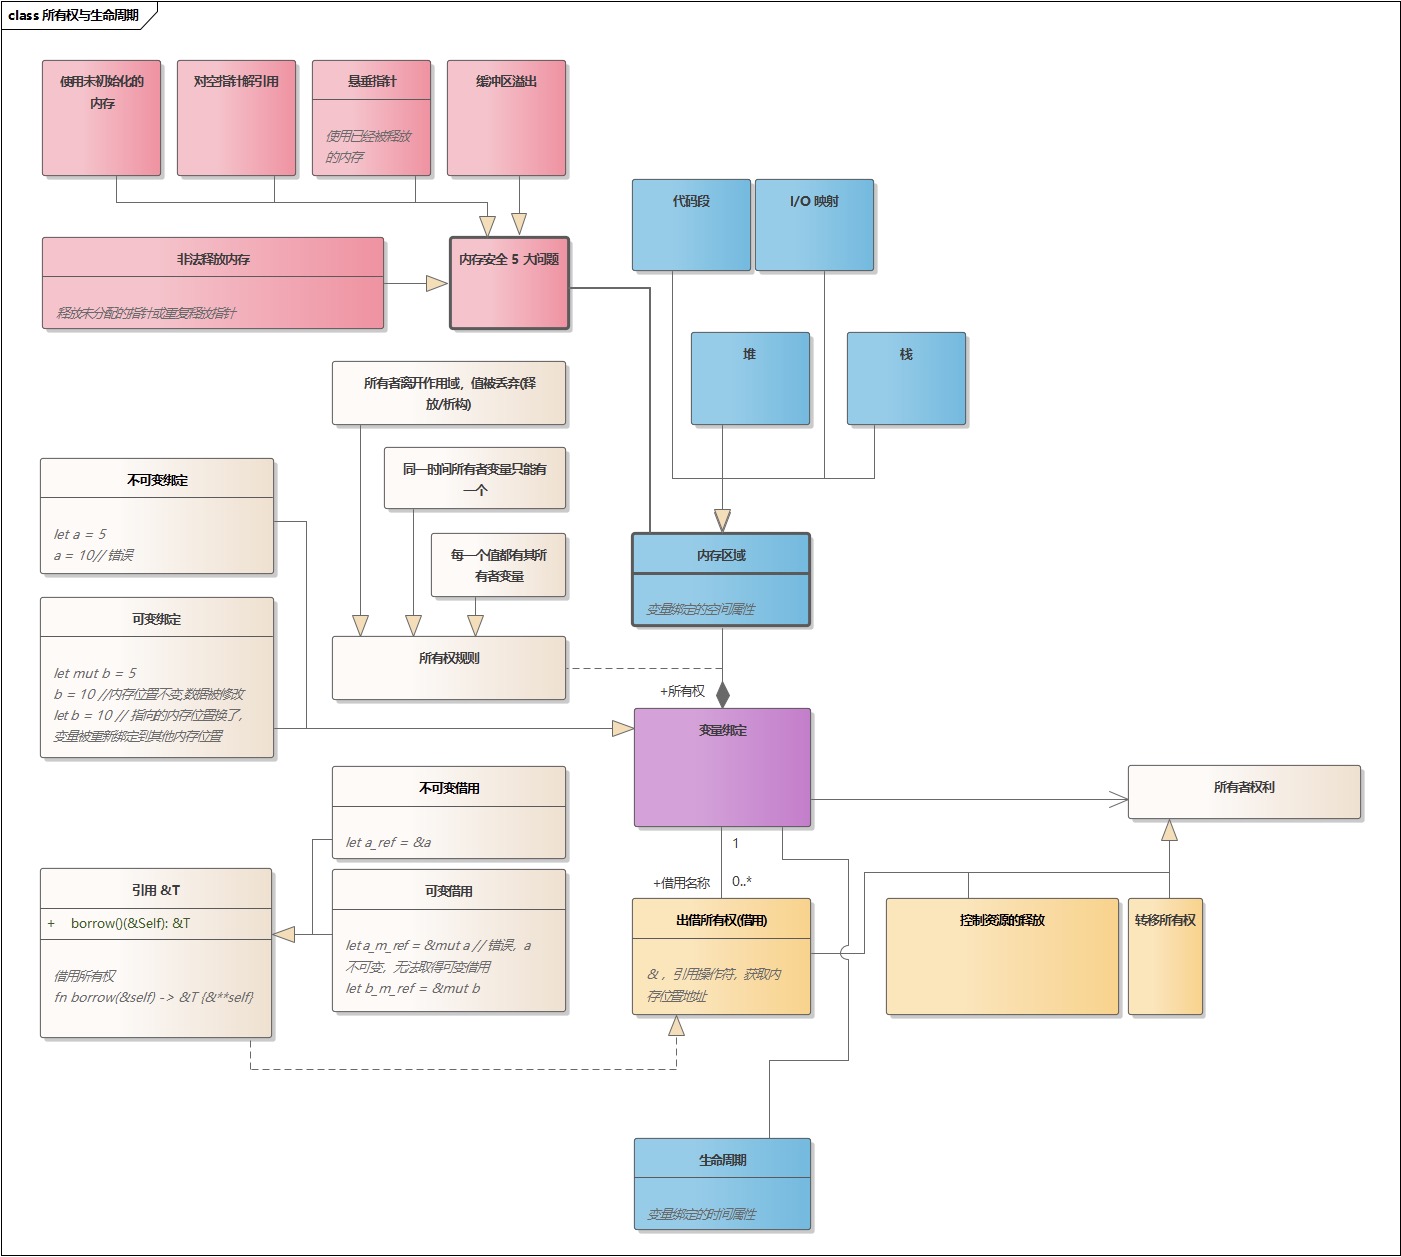 class 所有权与生命周期
使用未初始化的
内存
对空指针解引用
悬垂指针
使用已经被释放
的内存
缓冲区溢出
非法释放内存
释放未分配的指针或重复释放指针
内存安全 5 大问题
代码段
I/O 映射
堆
栈
所有者离开作用域，值被丢弃(释
放/析构)
同一时间所有者变量只能有
一个
每一个值都有其所
有者变量
所有权规则
不可变绑定
let a = 5
a = 10// 错误
可变绑定
let mut b = 5
b = 10 //内存位置不变,数据被修改
let b = 10 // 指向的内存位置换了，
变量被重新绑定到其他内存位置
内存区域
变量绑定的空间属性
+所有权
变量绑定
所有者权利
1
0..*
+借用名称
不可变借用
let a_ref = &a
可变借用
let a_m_ref = &mut a // 错误，a
不可变，无法取得可变借用
let b_m_ref = &mut b
引用 &T
+ borrow()(&Self): &T
借用所有权
fn borrow(&self) -> &T {&**self}
出借所有权(借用)
& ，引用操作符，获取内
存位置地址
控制资源的释放
转移所有权
生命周期
变量绑定的时间属性